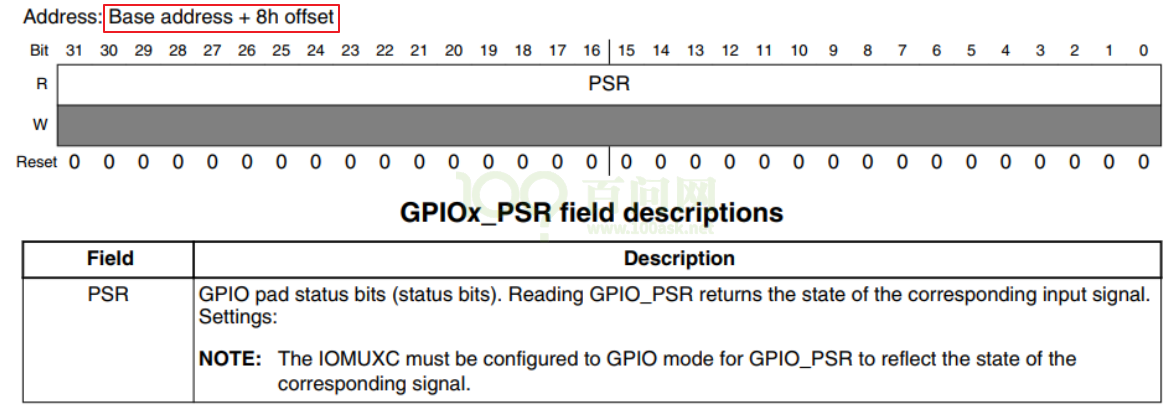 Address: Base address + 8h offset
Bit 31 30 29 28 27 26 25 24 23 22 21 20 19 18 17 16 15 14 13 12 11 10 9 8 7 6 5 4 3 2 1 0
R PSR
W
Reset 0 0 0 0 0 0 0 0 0 0 0 0 0 0 0 0 0 0 0 0 0 0 0 0 0 0 0 0 0 0 0 0
100 百问网
www.100ask.net
GPIOx_PSR field descriptions
Field Description
PSR GPIO pad status bits (status bits). Reading GPIO_PSR returns the state of the corresponding input signal.
Settings:
NOTE: The IOMUXC must be configured to GPIO mode for GPIO_PSR to reflect the state of the
corresponding signal.